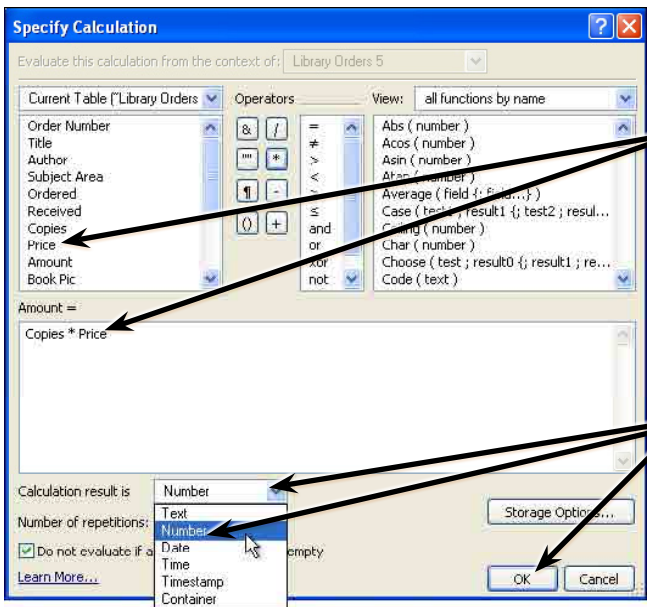 Specify Calculation
Evaluate this calculation from the context of: Library Orders 5
Current Table ("Library Orders
Operators
View: all functions by name
Order Number
Title
Author
Subject Area
Ordered
Received
Copies
Price
Amount
Book Pic
& /
"" *
¶ -
() +
=
≠
>
<
≤
and
or
xor
not
Abs ( number )
Acos ( number )
Asin ( number )
Atan ( number )
Average ( field {; field...} )
Case ( test1 ; result1 {; test2 ; resul...
Ceiling ( number )
Char ( number )
Choose ( test ; result0 {; result1 ; re...
Code ( text )
Amount =
Copies * Price
Calculation result is Number
Text
Number
Date
Time
Timestamp
Container
Number of repetitions:
Storage Options...
Do not evaluate if a empty
Learn More...
OK
Cancel